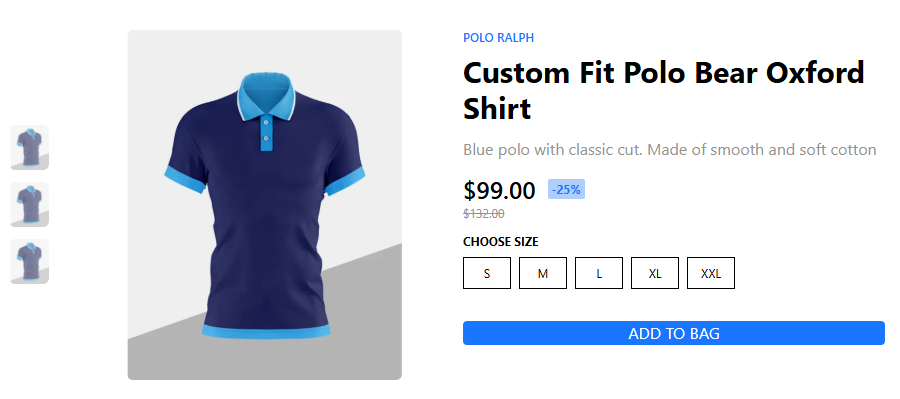 POLO RALPH
Custom Fit Polo Bear Oxford
Shirt
Blue polo with classic cut. Made of smooth and soft cotton
$99.00 -25%
$132.00
CHOOSE SIZE
S M L XL XXL
ADD TO BAG